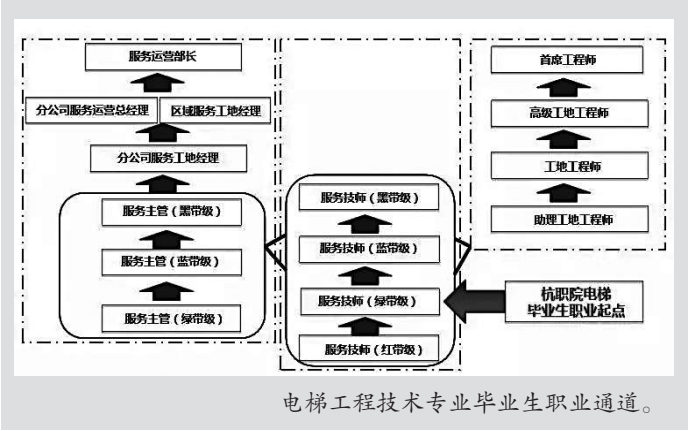 服务运营部长
分公司服务运营总经理
区域服务工地经理
分公司服务工地经理
服务主管（黑带级）
服务主管（蓝带级）
服务主管（绿带级）
服务技师（黑带级）
服务技师（蓝带级）
服务技师（绿带级）
服务技师（红带级）
首席工程师
高级工地工程师
工地工程师
助理工地工程师
杭职院电梯
毕业生职业起点
电梯工程技术专业毕业生职业通道。